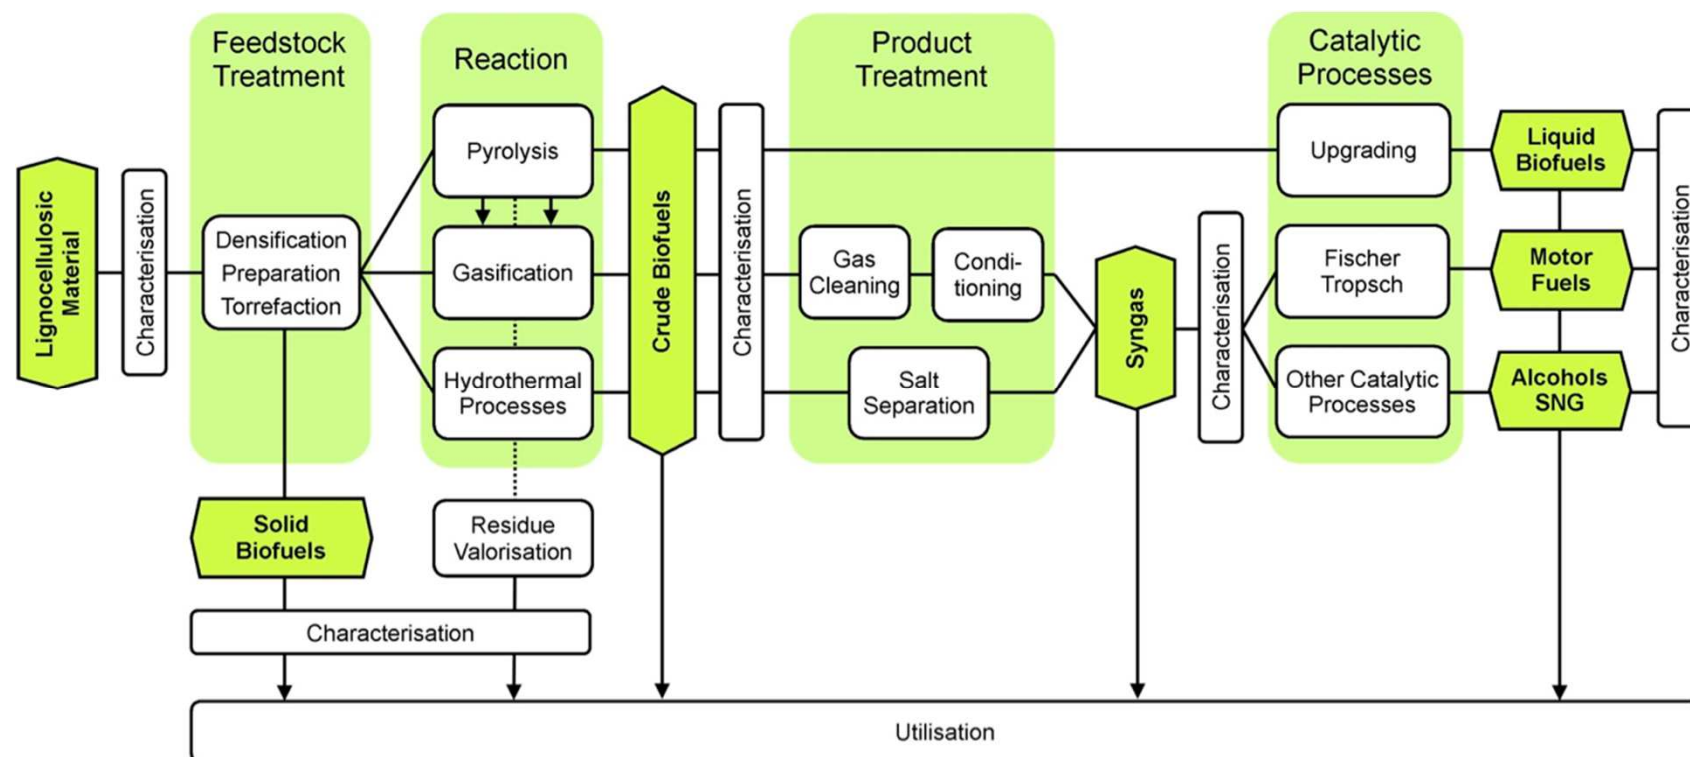 Feedstock
Treatment
Reaction
Product
Treatment
Catalytic
Processes
Lignocellulosic
Material
Characterisation
Densification
Preparation
Torrefaction
Pyrolysis
Gasification
Hydrothermal
Processes
Crude Biofuels
Characterisation
Gas
Cleaning
Condi-
tioning
Salt
Separation
Syngas
Characterisation
Upgrading
Fischer
Tropsch
Other Catalytic
Processes
Liquid
Biofuels
Motor
Fuels
Alcohols
SNG
Characterisation
Solid
Biofuels
Residue
Valorisation
Characterisation
Utilisation